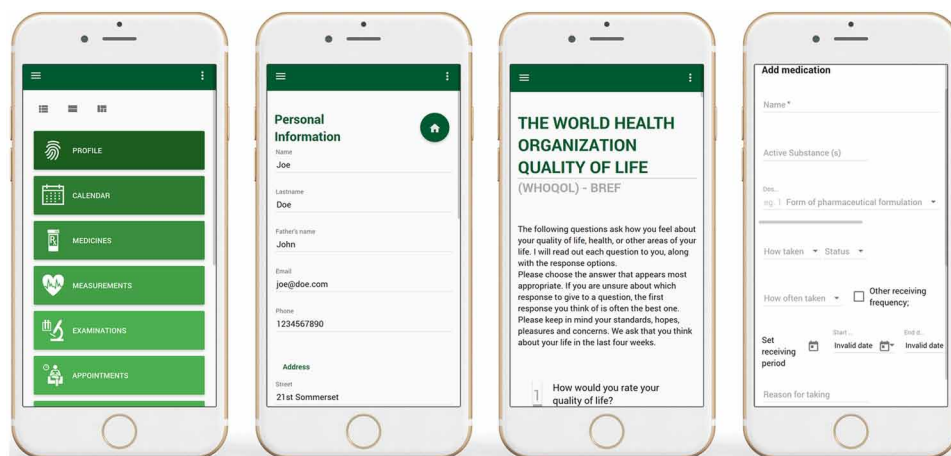 PROFILE
CALENDAR
MEDICINES
MEASUREMENTS
EXAMINATIONS
APPOINTMENTS
Personal
Information
Name
Joe
Lastname
Doe
Father's name
John
Email
joe@doe.com
Phone
1234567890
Address
Street
21st Sommerset
THE WORLD HEALTH
ORGANIZATION
QUALITY OF LIFE
(WHOQOL) - BREF
The following questions ask how you feel about
your quality of life, health, or other areas of your
life. I will read out each question to you, along
with the response options.
Please choose the answer that appears most
appropriate. If you are unsure about which
response to give to a question, the first
response you think of is often the best one.
Please keep in mind your standards, hopes,
pleasures and concerns. We ask that you think
about your life in the last four weeks.
1
How would you rate your
quality of life?
Add medication
Name *
Active Substance (s)
Des...
eg. 1 Form of pharmaceutical formulation
How taken Status
How often taken
Other receiving
frequency;
Set
receiving
period
Start ...
Invalid date
End d...
Invalid date
Reason for taking